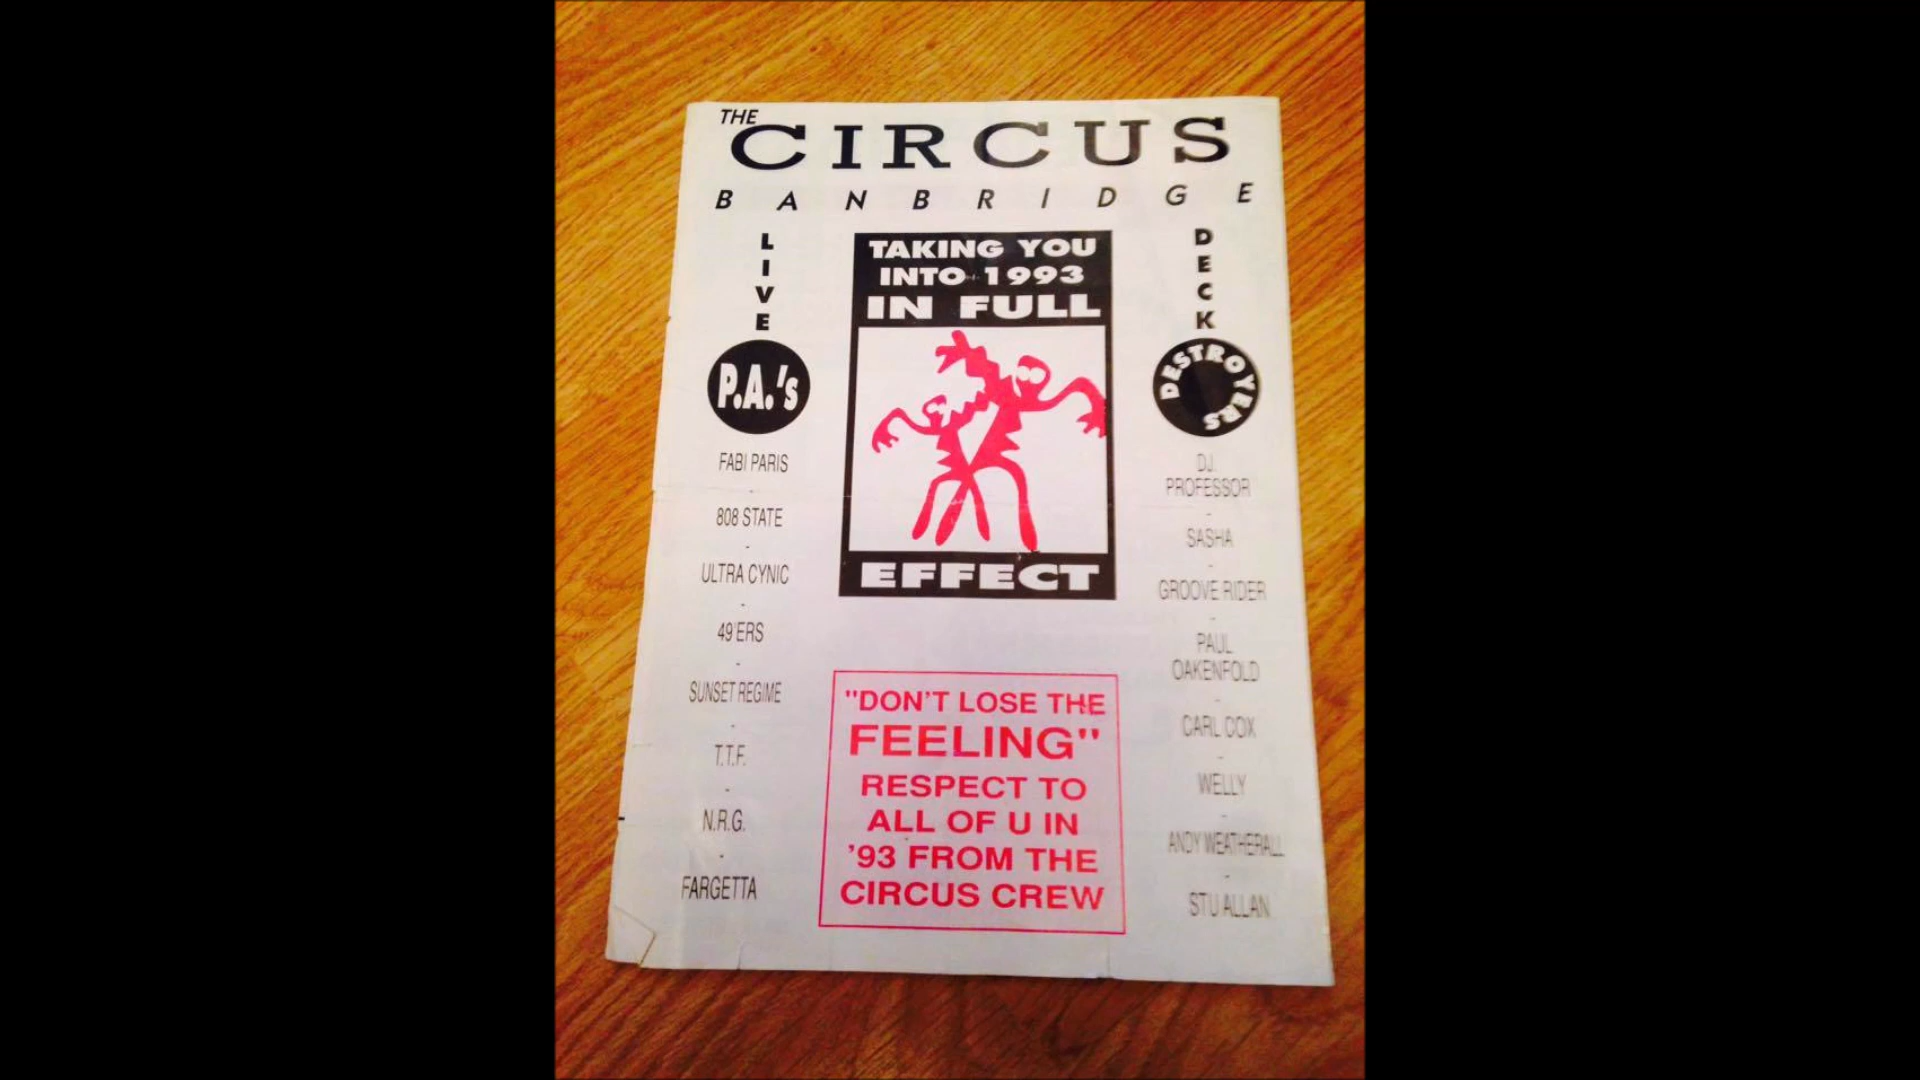 THE
CIRCUS
BANBRIDGE
LIVE
P.A.'s
FABI PARIS
-
808 STATE
-
ULTRA CYNIC
-
49'ERS
-
SUNSET REGIME
-
T.T.F.
-
N.R.G.
-
FARGETTA
TAKING YOU
INTO 1993
IN FULL
EFFECT
"DON'T LOSE THE
FEELING"
RESPECT TO
ALL OF U IN
'93 FROM THE
CIRCUS CREW
DECK
DESTROYERS
DJ.
PROFESSOR
-
SASHA
-
GROOVE RIDER
-
PAUL
OAKENFOLD
-
CARL COX
-
WELLY
-
ANDY WEATHERALL
-
STU ALLAN